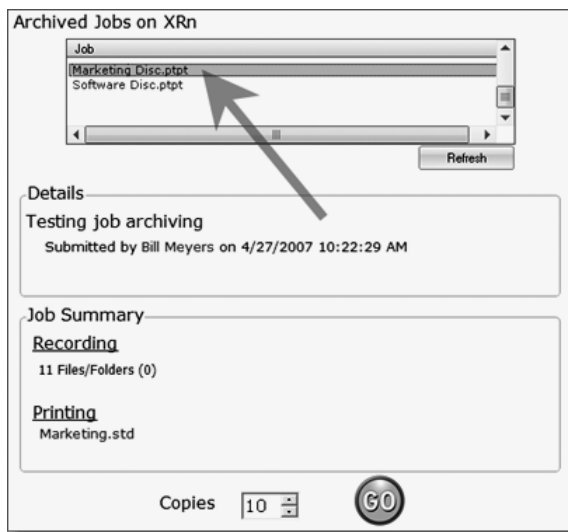 Archived Jobs on XRn
Job
Marketing Disc.ptpt
Software Disc.ptpt
Refresh
Details
Testing job archiving
Submitted by Bill Meyers on 4/27/2007 10:22:29 AM
Job Summary
Recording
11 Files/Folders (0)
Printing
Marketing.std
Copies 10 GO